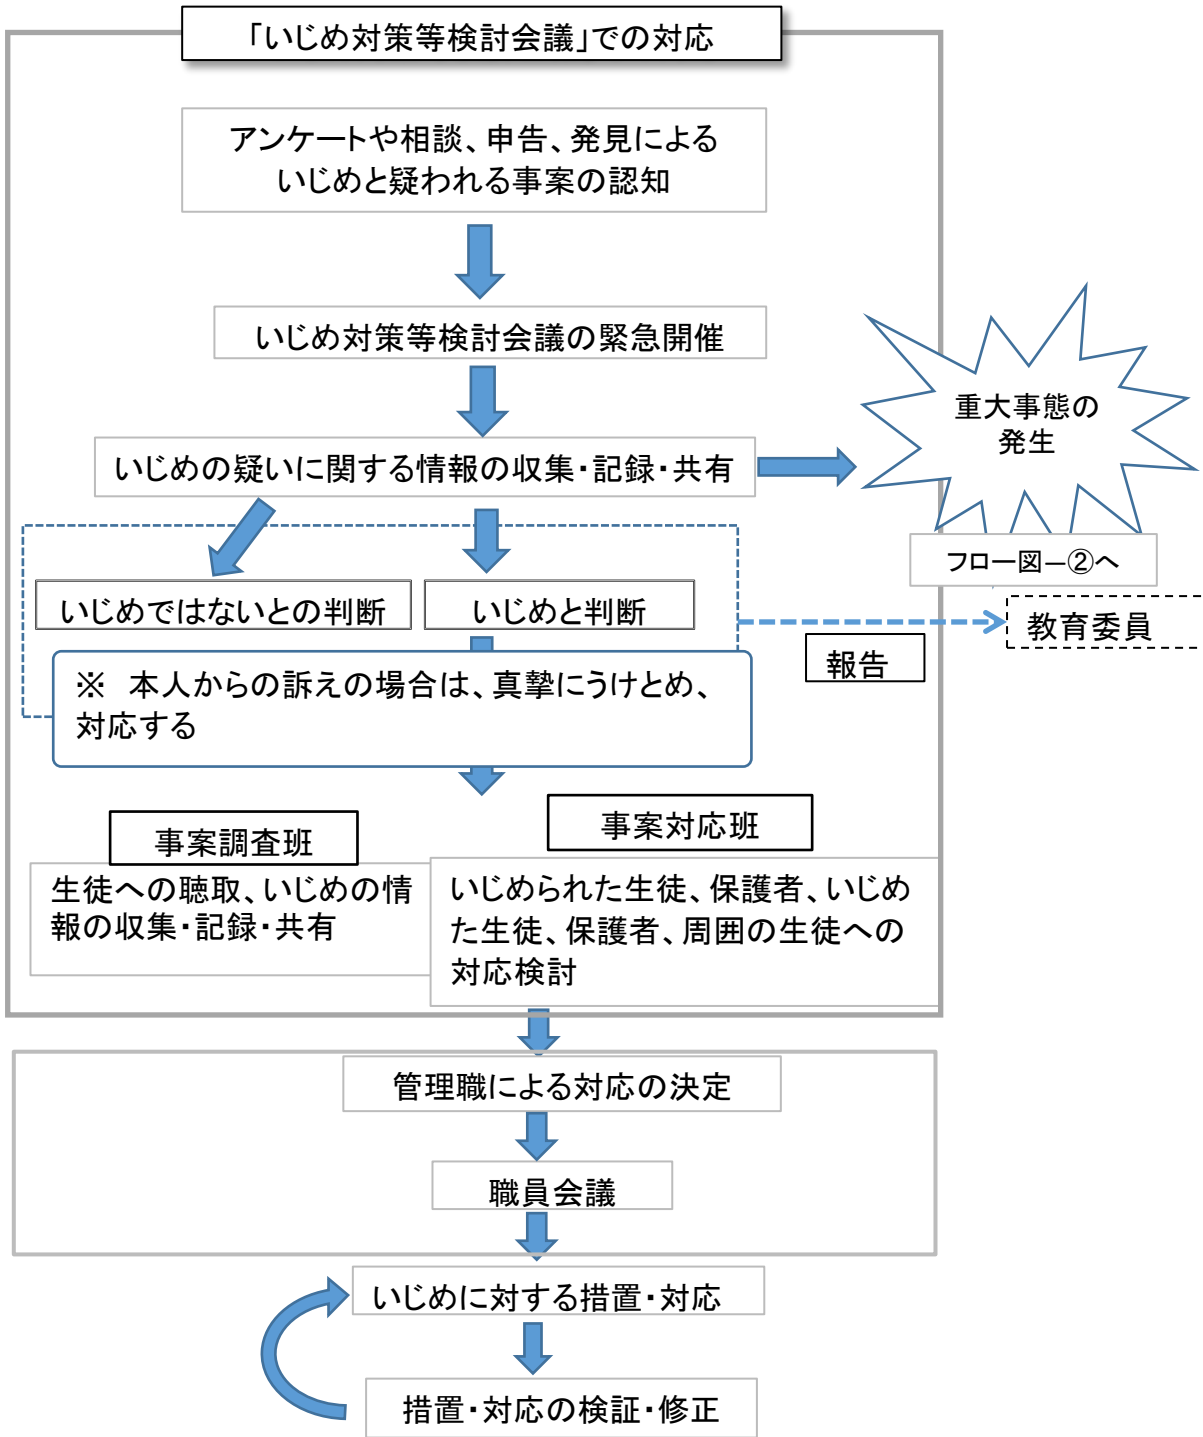 「いじめ対策等検討会議」での対応
アンケートや相談、申告、発見による
いじめと疑われる事案の認知
いじめ対策等検討会議の緊急開催
重大事態の
発生
いじめの疑いに関する情報の収集・記録・共有
フロー図―②へ
いじめではないとの判断
いじめと判断
教育委員
報告
※　本人からの訴えの場合は、真摯にうけとめ、
対応する
事案調査班
事案対応班
生徒への聴取、いじめの情
報の収集・記録・共有
いじめられた生徒、保護者、いじめ
た生徒、保護者、周囲の生徒への
対応検討
管理職による対応の決定
職員会議
いじめに対する措置・対応
措置・対応の検証・修正